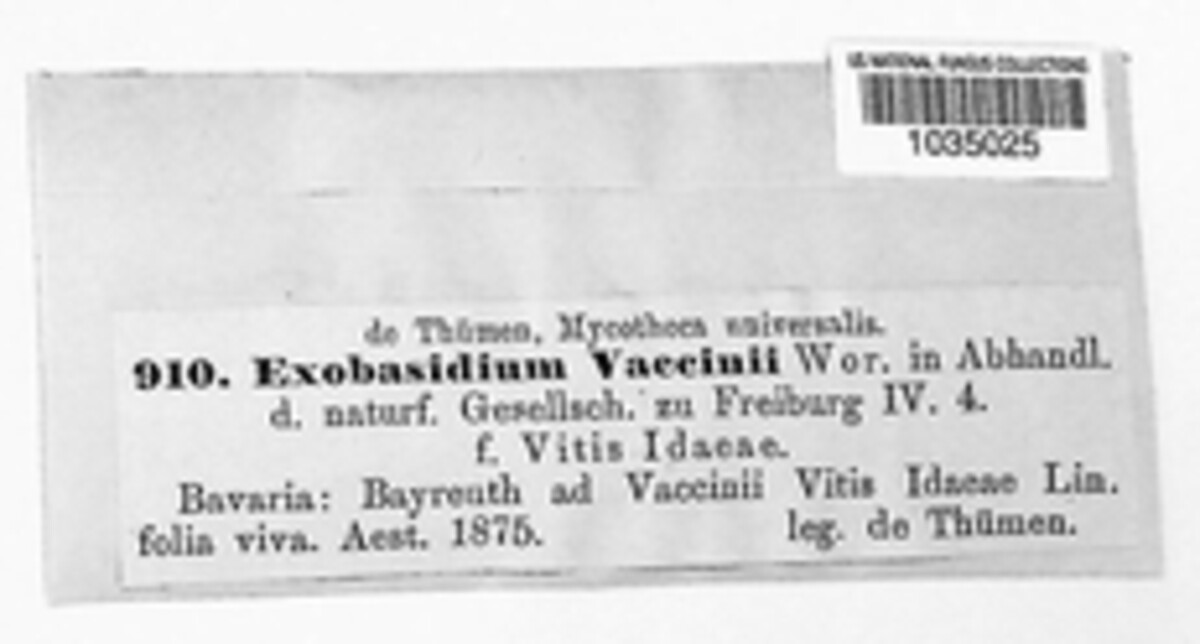 US NATIONAL FUNGUS COLLECTIONS
1035025
de Thümen, Mycotheca universalis.
910. Exobasidium Vaccinii Wor. in Abhandl.
d. naturf. Gesellsch. zu Freiburg IV. 4.
f. Vitis Idaeae.
Bavaria: Bayreuth ad Vaccinii Vitis Idaeae Lin.
folia viva. Aest. 1875. leg. de Thümen.